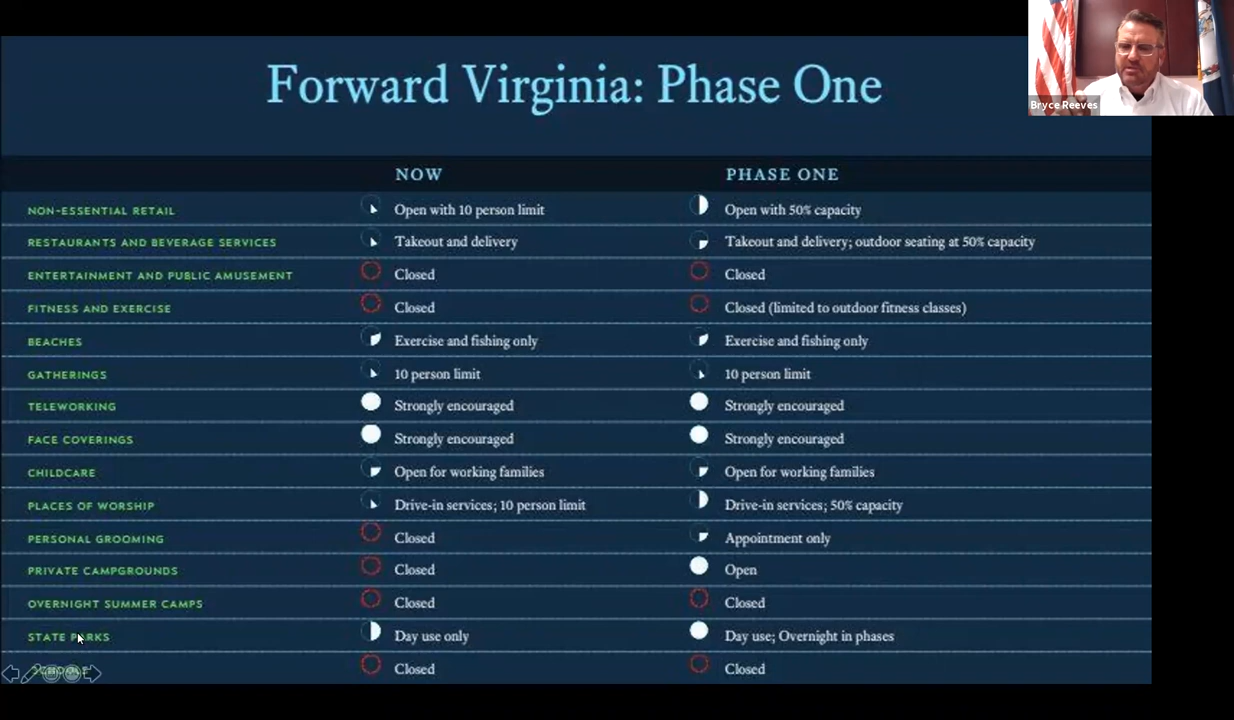 Forward Virginia: Phase One
Bryce Reeves
NOW PHASE ONE
NON-ESSENTIAL RETAIL Open with 10 person limit Open with 50% capacity
RESTAURANTS AND BEVERAGE SERVICES Takeout and delivery Takeout and delivery; outdoor seating at 50% capacity
ENTERTAINMENT AND PUBLIC AMUSEMENT Closed Closed
FITNESS AND EXERCISE Closed Closed (limited to outdoor fitness classes)
BEACHES Exercise and fishing only Exercise and fishing only
GATHERINGS 10 person limit 10 person limit
TELEWORKING Strongly encouraged Strongly encouraged
FACE COVERINGS Strongly encouraged Strongly encouraged
CHILDCARE Open for working families Open for working families
PLACES OF WORSHIP Drive-in services; 10 person limit Drive-in services; 50% capacity
PERSONAL GROOMING Closed Appointment only
PRIVATE CAMPGROUNDS Closed Open
OVERNIGHT SUMMER CAMPS Closed Closed
STATE PARKS Day use only Day use; Overnight in phases
SCHOOLS Closed Closed